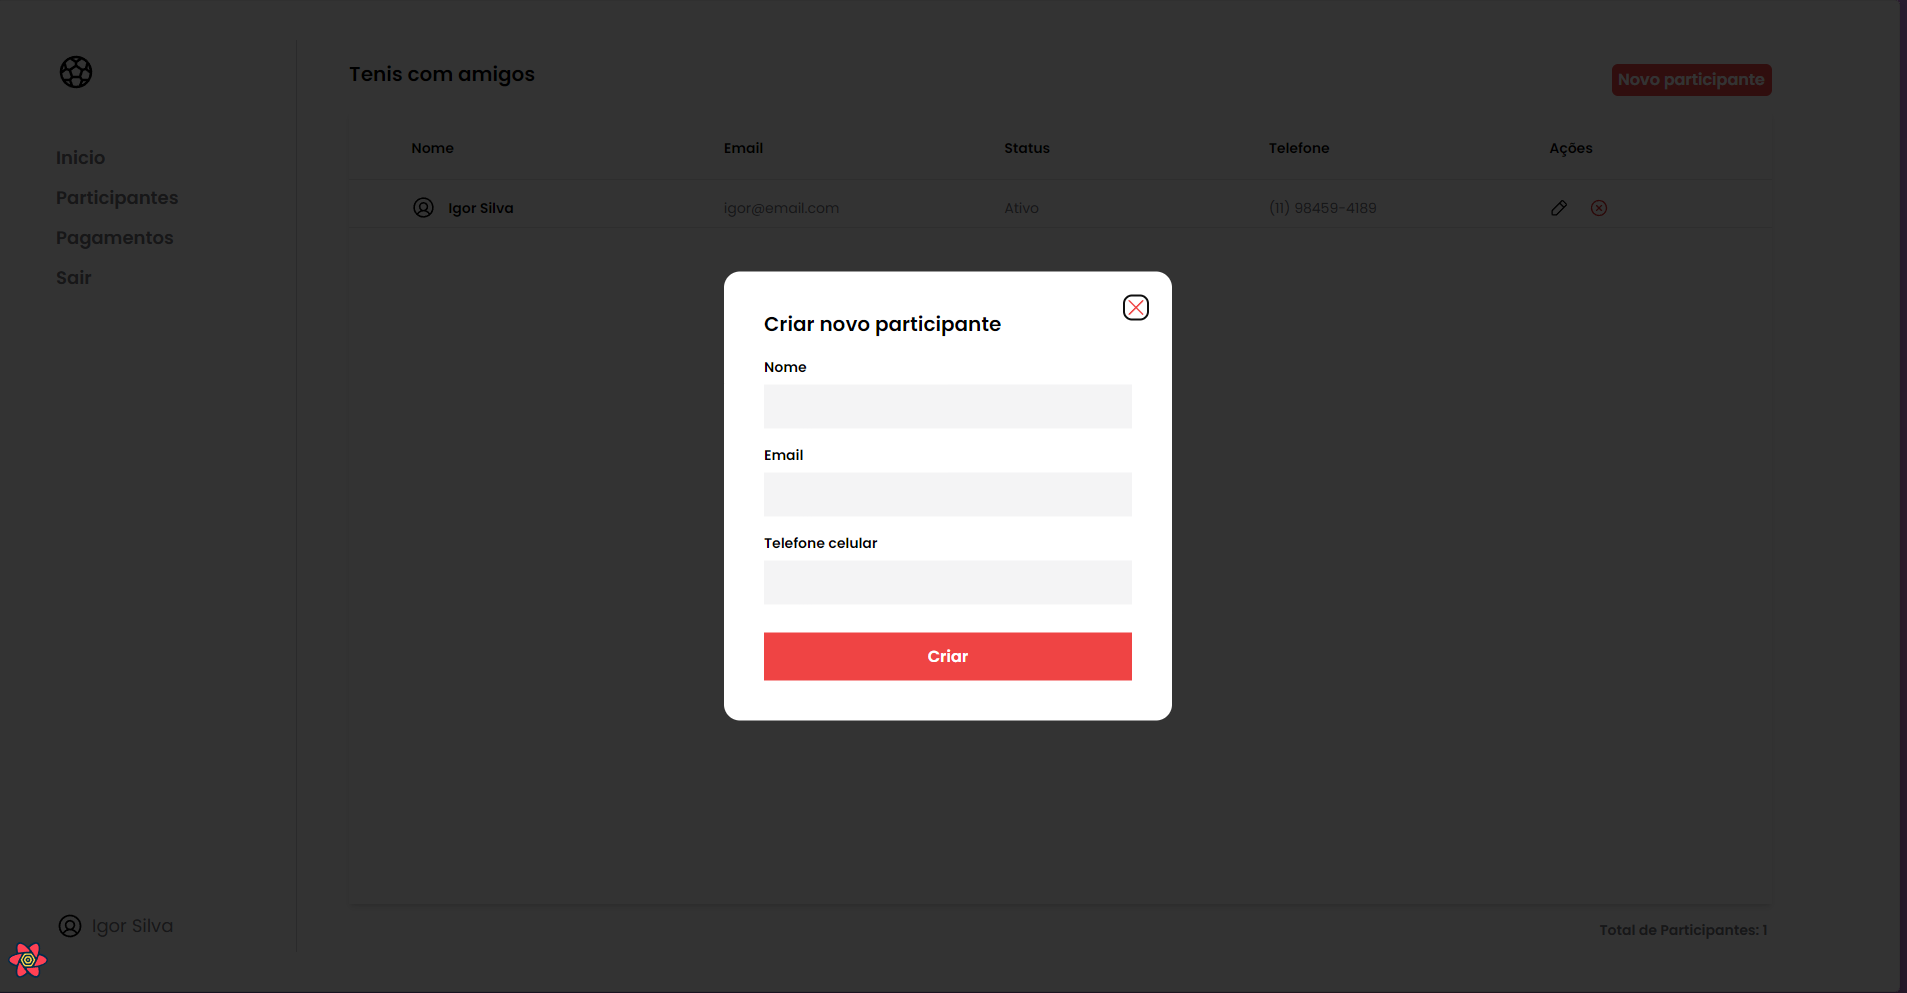 Tenis com amigos
Novo participante
Inicio
Participantes
Pagamentos
Sair
Nome Email Status Telefone Ações
Igor Silva igor@email.com Ativo (11) 98459-4189
Criar novo participante
Nome
Email
Telefone celular
Criar
Igor Silva
Total de Participantes: 1